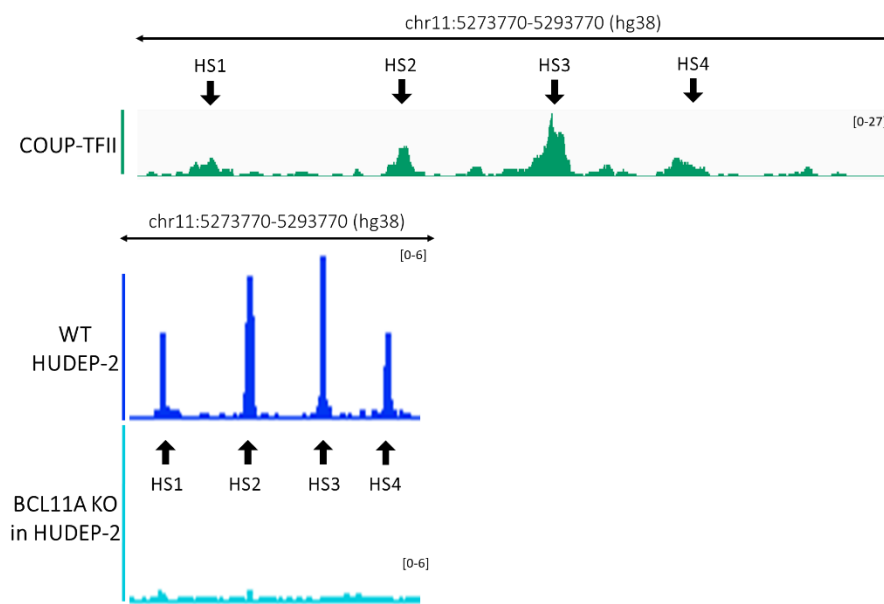 chr11:5273770-5293770 (hg38)
HS1 HS2 HS3 HS4
[0-27]
COUP-TFII
chr11:5273770-5293770 (hg38)
[0-6]
WT
HUDEP-2
HS1 HS2 HS3 HS4
BCL11A KO
in HUDEP-2
[0-6]